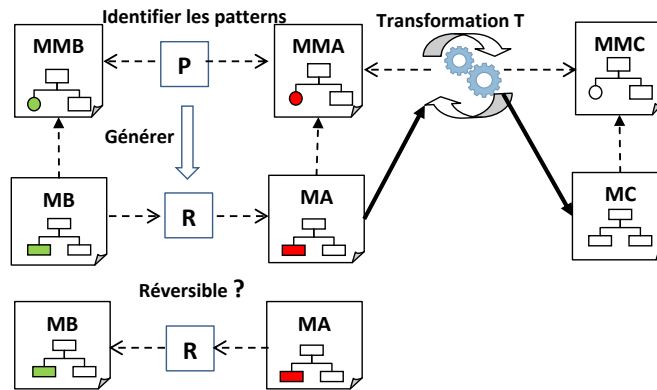 Identifier les patterns
Transformation T
MMB
P
MMA
MMC
Générer
MB
R
MA
MC
Réversible ?
MB
R
MA